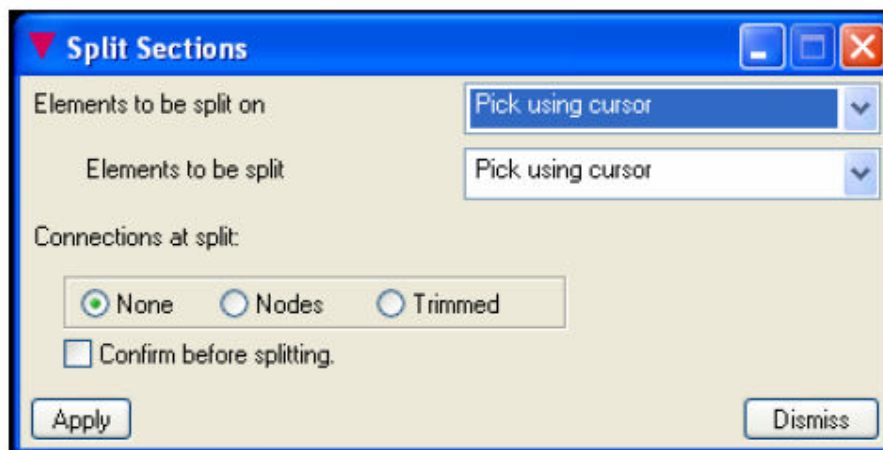 Split Sections
Elements to be split on Pick using cursor
Elements to be split Pick using cursor
Connections at split:
None Nodes Trimmed
Confirm before splitting.
Apply Dismiss